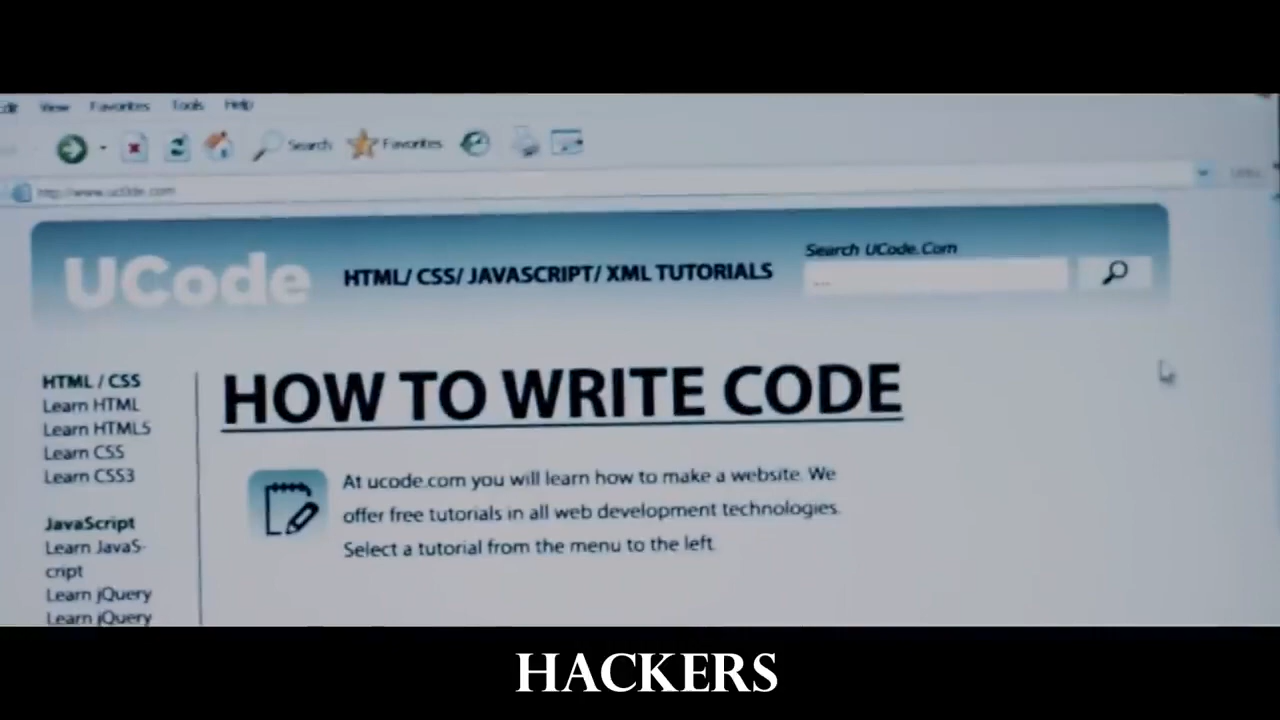 Edit View Favorites Tools Help
Search Favorites
UCode
HTML/ CSS/ JAVASCRIPT/ XML TUTORIALS
Search UCode.Com
...
HOW TO WRITE CODE
HTML / CSS
Learn HTML
Learn HTML5
Learn CSS
Learn CSS3
JavaScript
Learn JavaS-
cript
Learn jQuery
Learn jQuery
At ucode.com you will learn how to make a website. We
offer free tutorials in all web development technologies.
Select a tutorial from the menu to the left.
HACKERS